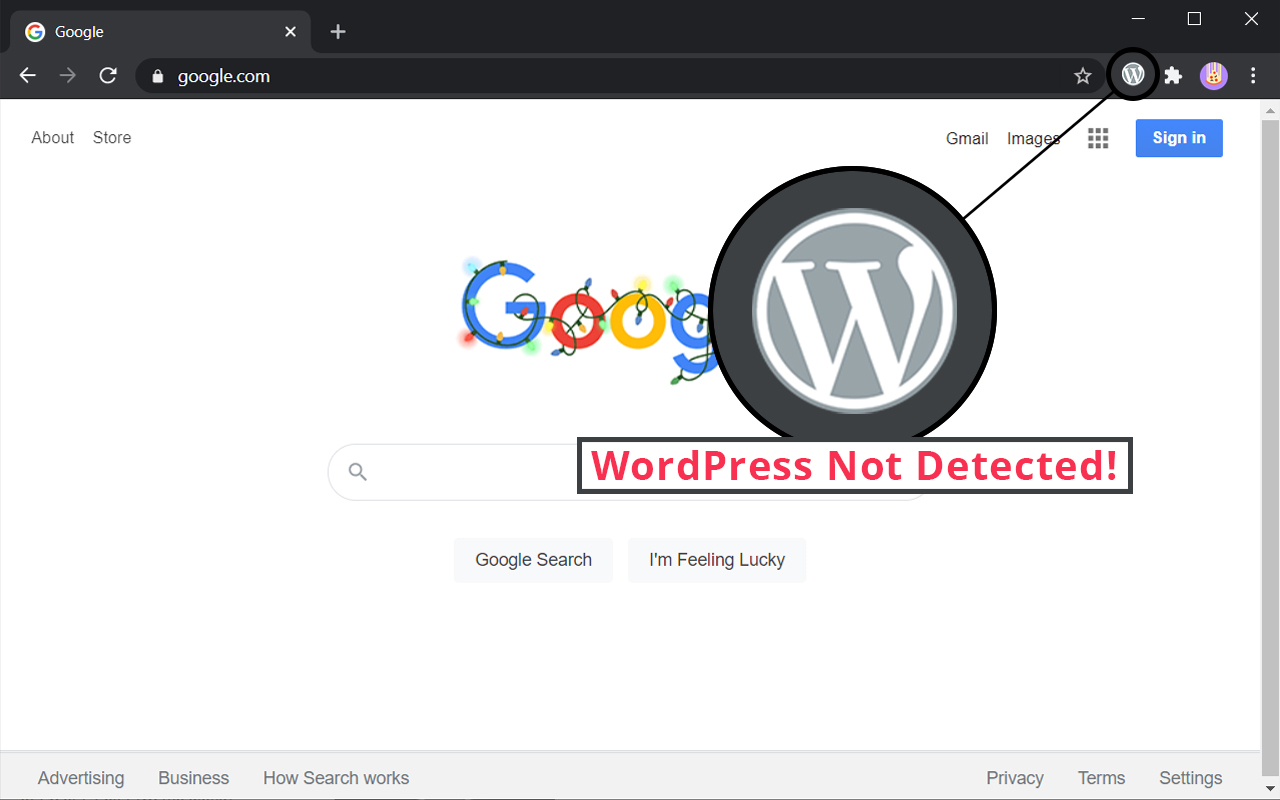 Google
google.com
About Store Gmail Images Sign in
Goog
WordPress Not Detected!
Google Search I'm Feeling Lucky
Advertising Business How Search works Privacy Terms Settings